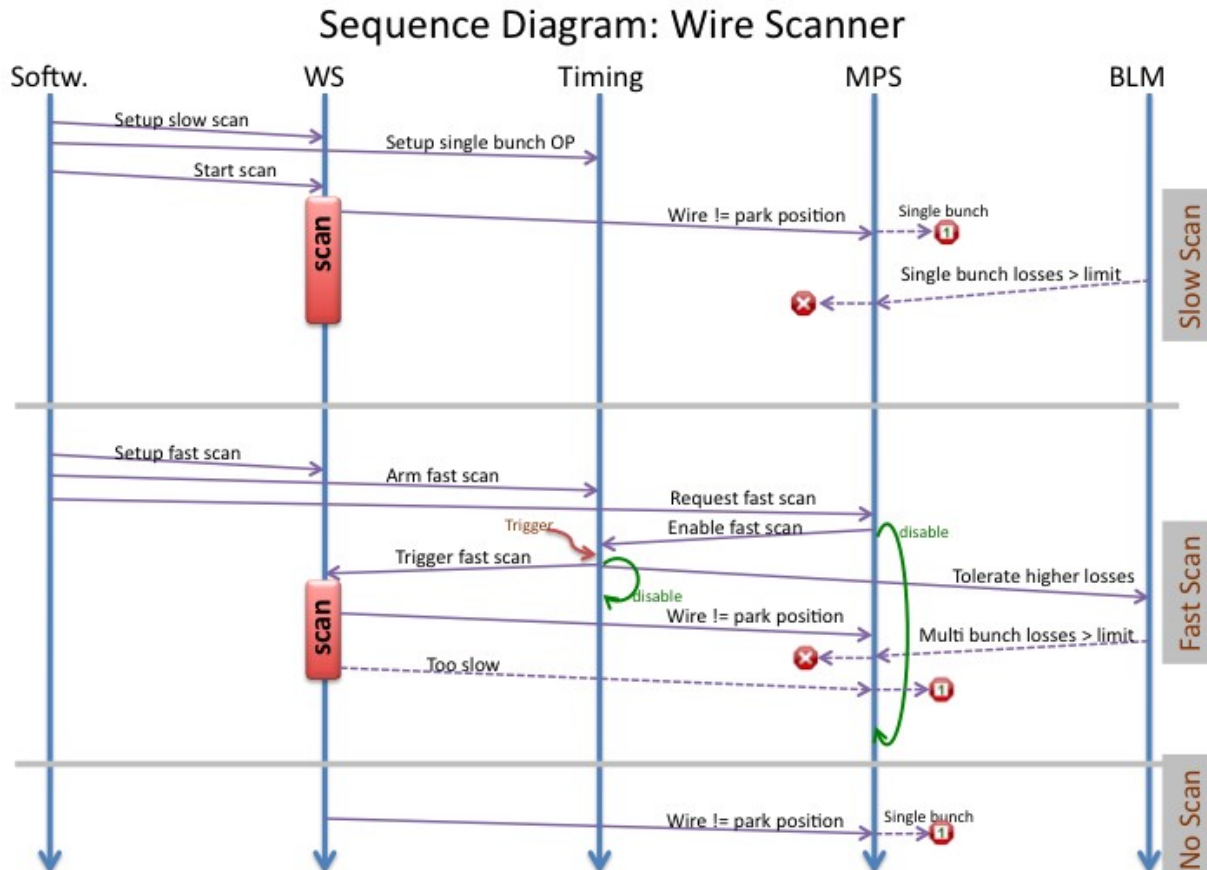 Sequence Diagram: Wire Scanner
Softw. WS Timing MPS BLM
Setup slow scan
Setup single bunch OP
Start scan
scan
Wire != park position
Single bunch
1
Single bunch losses > limit
Slow Scan
Setup fast scan
Arm fast scan
Request fast scan
Trigger
Enable fast scan
disable
Trigger fast scan
Tolerate higher losses
disable
scan
Wire != park position
Multi bunch losses > limit
Too slow
1
Fast Scan
Wire != park position
Single bunch
1
No Scan